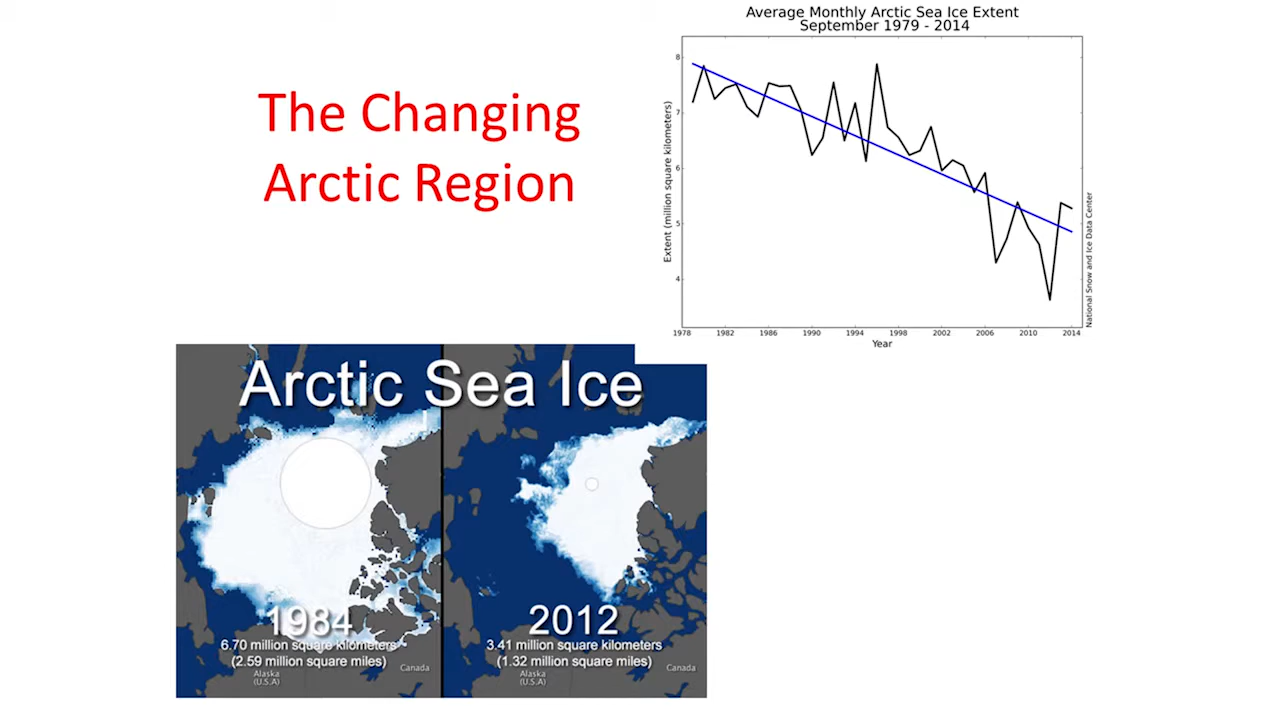 The Changing
Arctic Region
Average Monthly Arctic Sea Ice Extent
September 1979 - 2014
Extent (million square kilometers)
8
7
6
5
4
1978 1982 1986 1990 1994 1998 2002 2006 2010 2014
Year
National Snow and Ice Data Center
Arctic Sea Ice
1984
6.70 million square kilometers
(2.59 million square miles)
Alaska
(U.S.A)
Canada
2012
3.41 million square kilometers
(1.32 million square miles)
Alaska
(U.S.A)
Canada